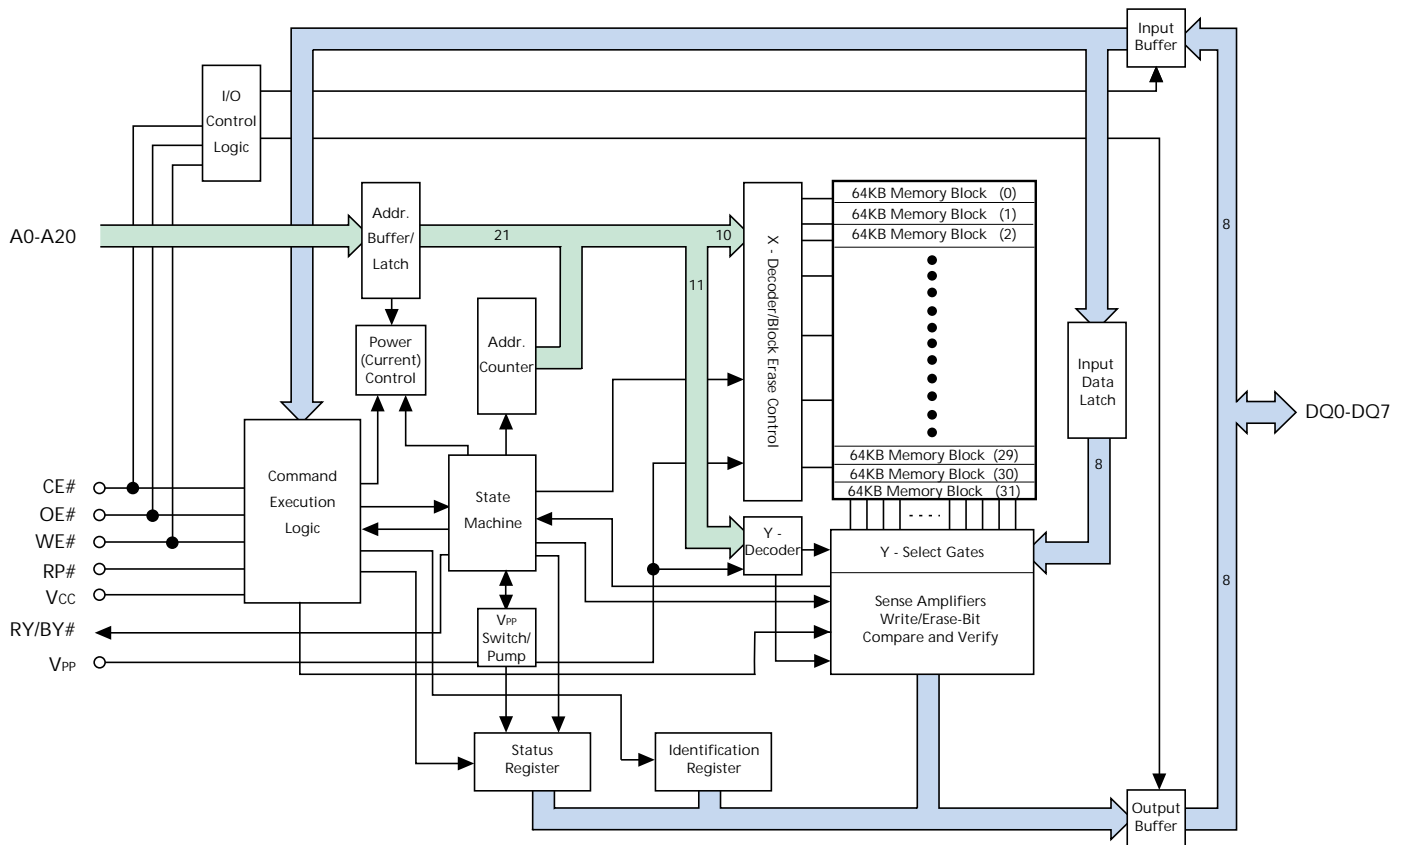 Input
Buffer
I/O
Control
Logic
A0-A20
Addr.
Buffer/
Latch
21
10
11
8
X - Decoder/Block Erase Control
64KB Memory Block (0)
64KB Memory Block (1)
64KB Memory Block (2)
64KB Memory Block (29)
64KB Memory Block (30)
64KB Memory Block (31)
Power
(Current)
Control
Addr.
Counter
Input
Data
Latch
8
DQ0-DQ7
Command
Execution
Logic
State
Machine
CE#
OE#
WE#
RP#
VCC
RY/BY#
VPP
Y -
Decoder
Y - Select Gates
Sense Amplifiers
Write/Erase-Bit
Compare and Verify
8
VPP
Switch/
Pump
Status
Register
Identification
Register
Output
Buffer